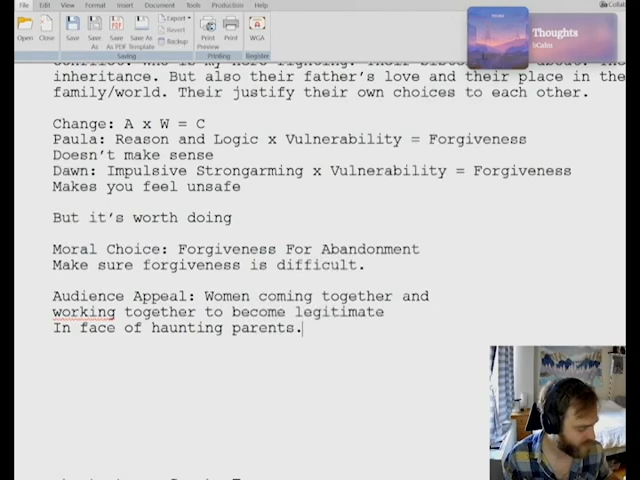 File Edit View Format Insert Document Tools Production Help
Open Close Save Save As Save As PDF Save As Template Export Backup Revert Print Preview Print WGA
Saving Printing Register
Thoughts
inheritance. But also their father's love and their place in the
family/world. Their justify their own choices to each other.
Change: A x W = C
Paula: Reason and Logic x Vulnerability = Forgiveness
Doesn't make sense
Dawn: Impulsive Strongarming x Vulnerability = Forgiveness
Makes you feel unsafe
But it's worth doing
Moral Choice: Forgiveness For Abandonment
Make sure forgiveness is difficult.
Audience Appeal: Women coming together and
working together to become legitimate
In face of haunting parents.